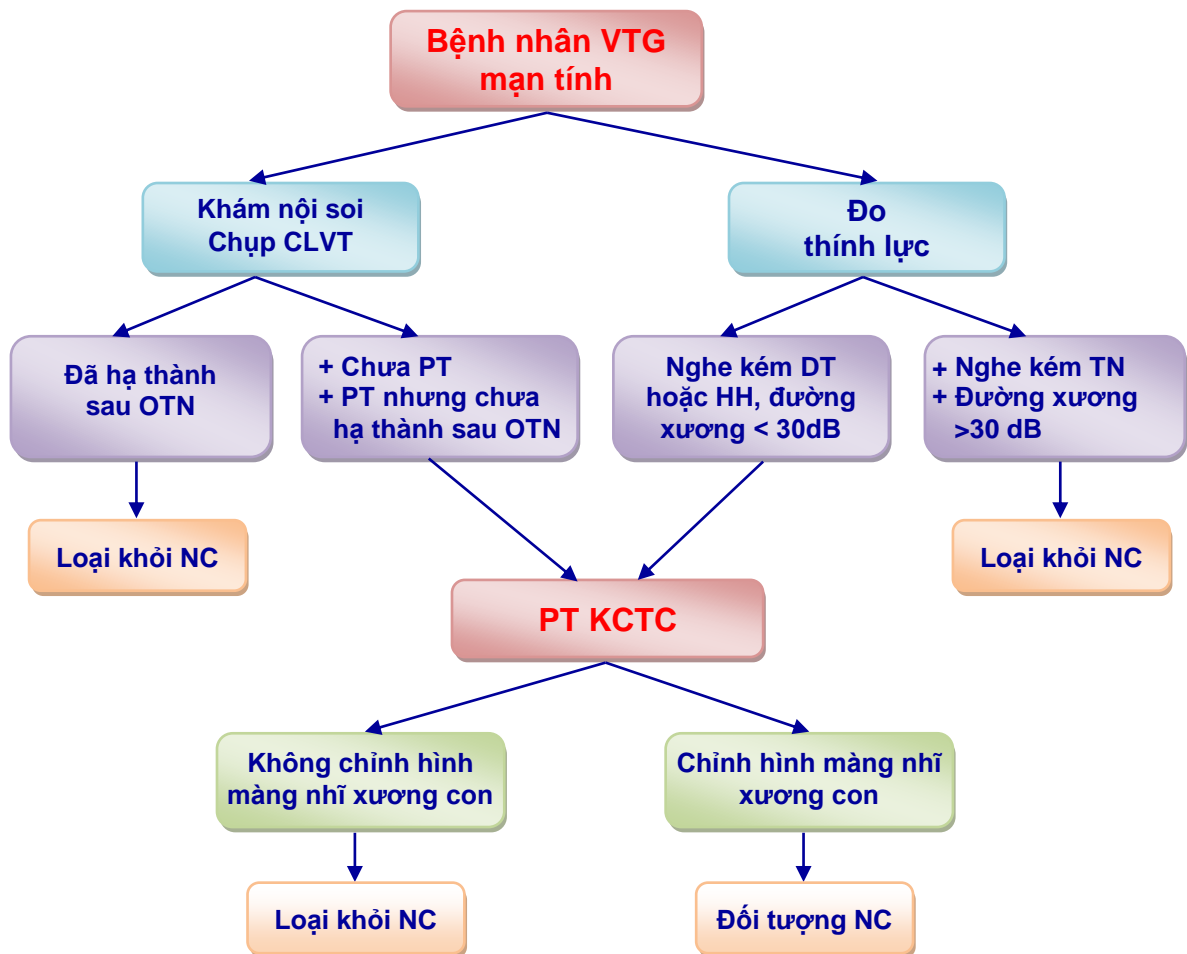 Bệnh nhân VTG
mạn tính
Khám nội soi
Chụp CLVT
Đo
thính lực
Đã hạ thành
sau OTN
+ Chưa PT
+ PT nhưng chưa
hạ thành sau OTN
Nghe kém DT
hoặc HH, đường
xương < 30dB
+ Nghe kém TN
+ Đường xương
>30 dB
Loại khỏi NC
Loại khỏi NC
PT KCTC
Không chỉnh hình
màng nhĩ xương con
Chỉnh hình màng nhĩ
xương con
Loại khỏi NC
Đối tượng NC